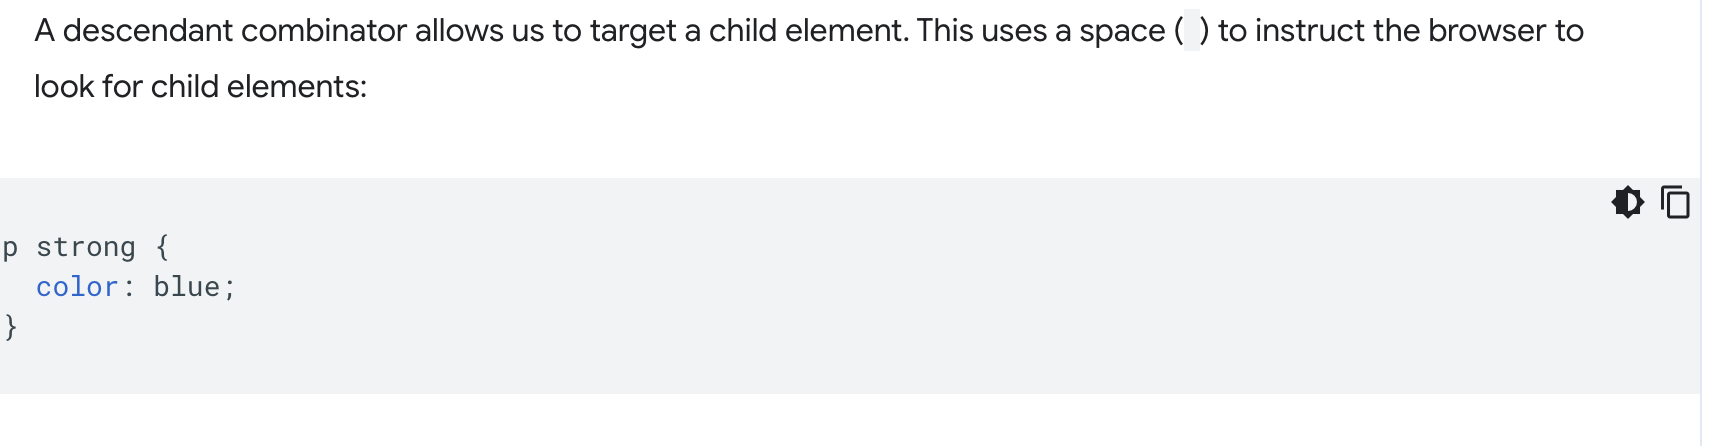 A descendant combinator allows us to target a child element. This uses a space ( ) to instruct the browser to
look for child elements:
p strong {
  color: blue;
}